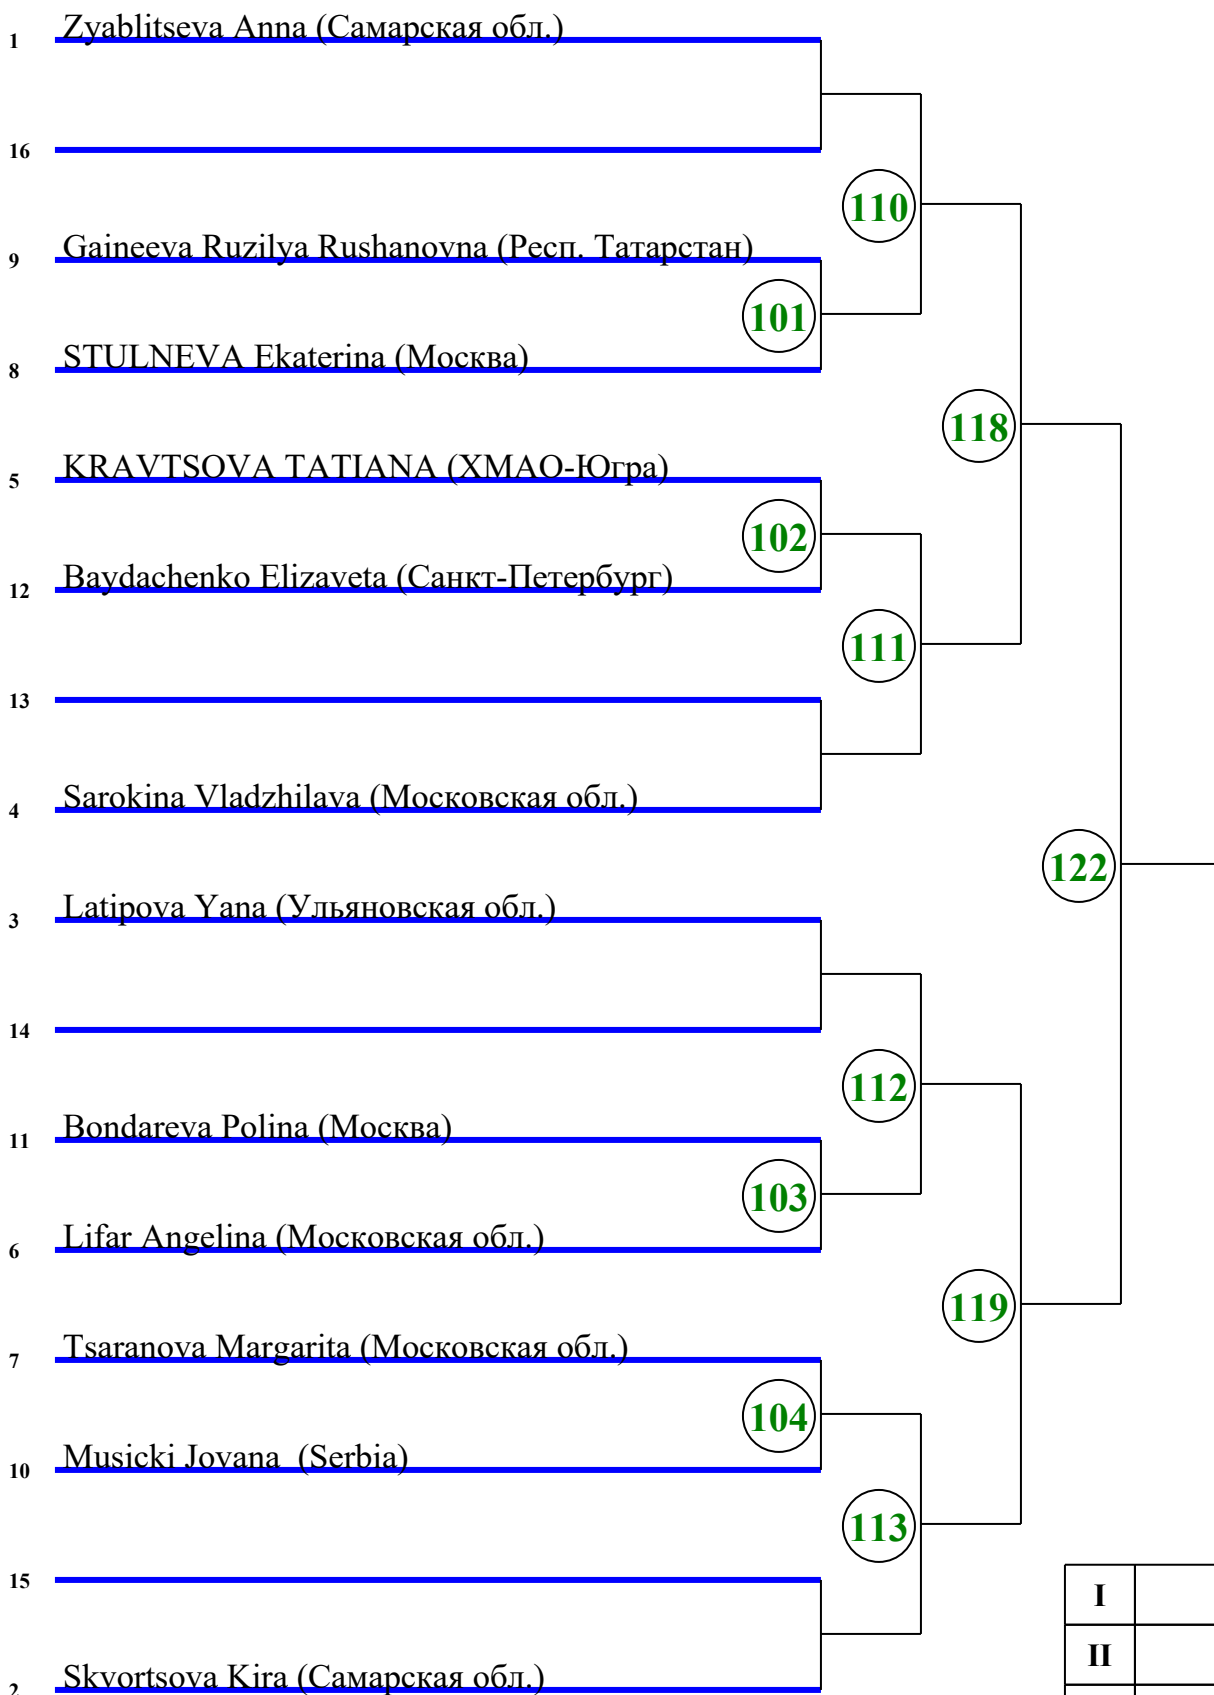 1 Zyablitseva Anna (Самарская обл.)
16
110
9 Gaineeva Ruzilya Rushanovna (Респ. Татарстан)
101
8 STULNEVA Ekaterina (Москва)
118
5 KRAVTSOVA TATIANA (ХМАО-Югра)
102
12 Baydachenko Elizaveta (Санкт-Петербург)
111
13
4 Sarokina Vladzhilava (Московская обл.)
122
3 Latipova Yana (Ульяновская обл.)
14
112
11 Bondareva Polina (Москва)
103
6 Lifar Angelina (Московская обл.)
119
7 Tsaranova Margarita (Московская обл.)
104
10 Musicki Jovana (Serbia)
113
15
I
II
2 Skvortsova Kira (Самарская обл.)